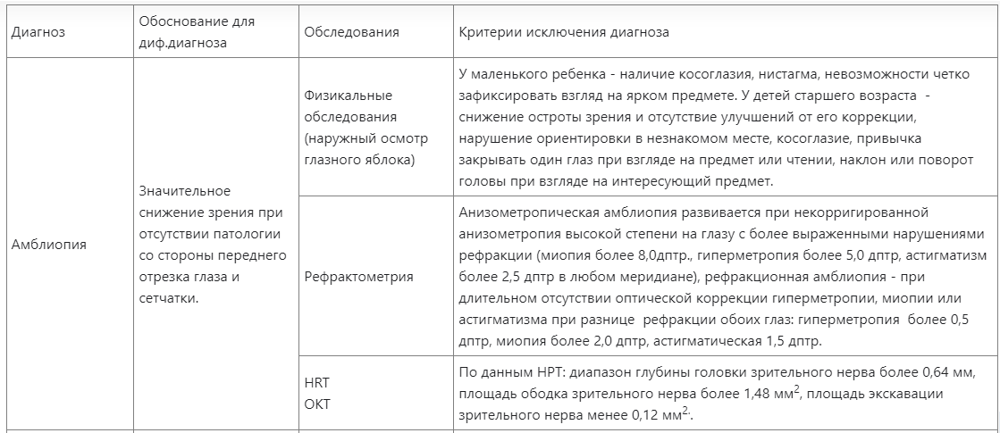 Диагноз
Обоснование для
диф.диагноза
Обследования
Критерии исключения диагноза
Амблиопия
Значительное
снижение зрения при
отсутствии патологии
со стороны переднего
отрезка глаза и
сетчатки.
Физикальные
обследования
(наружный осмотр
глазного яблока)
У маленького ребенка - наличие косоглазия, нистагма, невозможности четко
зафиксировать взгляд на ярком предмете. У детей старшего возраста  -
снижение остроты зрения и отсутствие улучшений от его коррекции,
нарушение ориентировки в незнакомом месте, косоглазие, привычка
закрывать один глаз при взгляде на предмет или чтении, наклон или поворот
головы при взгляде на интересующий предмет.
Рефрактометрия
Анизометропическая амблиопия развивается при некорригированной
анизометропия высокой степени на глазу с более выраженными нарушениями
рефракции (миопия более 8,0дптр., гиперметропия более 5,0 дптр, астигматизм
более 2,5 дптр в любом меридиане), рефракционная амблиопия - при
длительном отсутствии оптической коррекции гиперметропии, миопии или
астигматизма при разнице  рефракции обоих глаз: гиперметропия  более 0,5
дптр, миопия более 2,0 дптр, астигматическая 1,5 дптр.
HRT
ОКТ
По данным НРТ: диапазон глубины головки зрительного нерва более 0,64 мм,
площадь ободка зрительного нерва более 1,48 мм², площадь экскавации
зрительного нерва менее 0,12 мм²·.